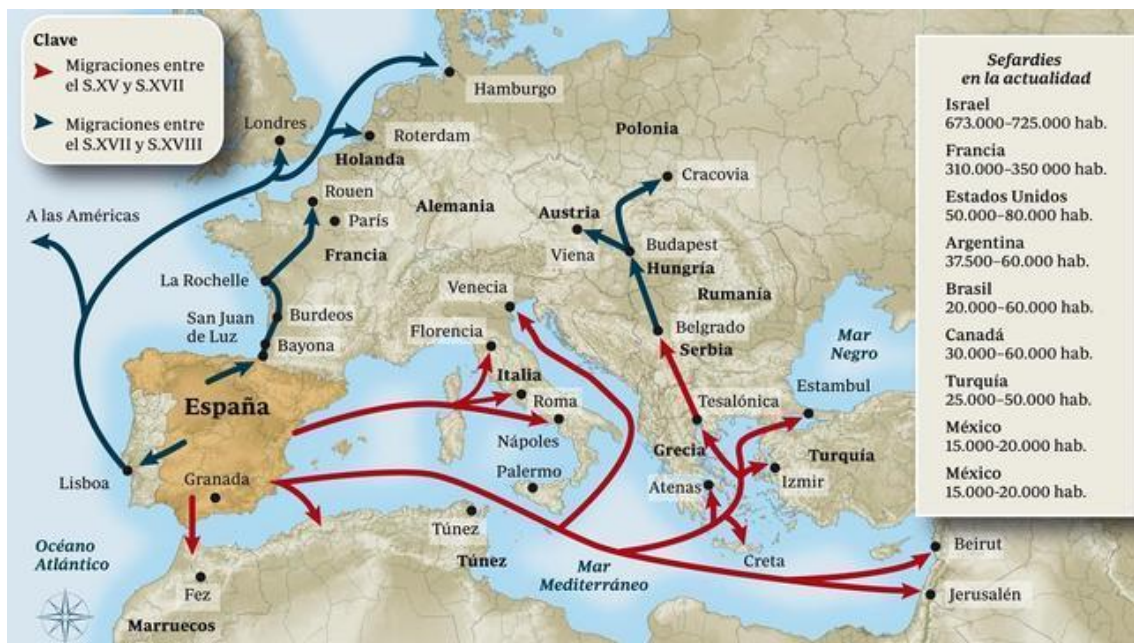 Clave
Migraciones entre
el S.XV y S.XVII
Migraciones entre
el S.XVII y S.XVIII
Sefardíes
en la actualidad
Israel
673.000–725.000 hab.
Francia
310.000–350 000 hab.
Estados Unidos
50.000–80.000 hab.
Argentina
37.500–60.000 hab.
Brasil
20.000–60.000 hab.
Canadá
30.000–60.000 hab.
Turquía
25.000–50.000 hab.
México
15.000–20.000 hab.
México
15.000-20.000 hab.
Hamburgo
Londres
Roterdam
Holanda
Polonia
Cracovia
Rouen
París
Francia
Alemania
Austria
Viena
Budapest
Hungría
Rumanía
A las Américas
La Rochelle
Burdeos
San Juan
de Luz
Bayona
Venecia
Florencia
Italia
Roma
Nápoles
Palermo
Belgrado
Serbia
Mar
Negro
Estambul
Tesalónica
Grecia
Turquía
Izmir
Atenas
Creta
España
Lisboa
Granada
Océano
Atlántico
Fez
Marruecos
Túnez
Túnez
Mar
Mediterráneo
Beirut
Jerusalén